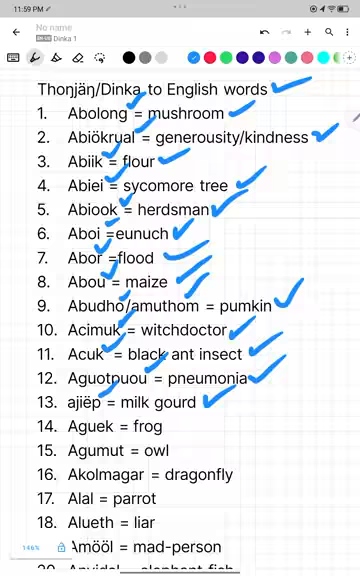 11:59 PM
No name
Dinka 1
Thoŋjäŋ/Dinka to English words
1. Abolong = mushroom
2. Abiökrual = generousity/kindness
3. Abiik = flour
4. Abiei = sycomore tree
5. Abiook = herdsman
6. Aboi =eunuch
7. Abor =flood
8. Abou = maize
9. Abudho/amuthom = pumkin
10. Acimuk = witchdoctor
11. Acuk = black ant insect
12. Aguotpuou = pneumonia
13. ajiëp = milk gourd
14. Aguek = frog
15. Agumut = owl
16. Akolmagar = dragonfly
17. Alal = parrot
18. Alueth = liar
146%
Amööl = mad-person